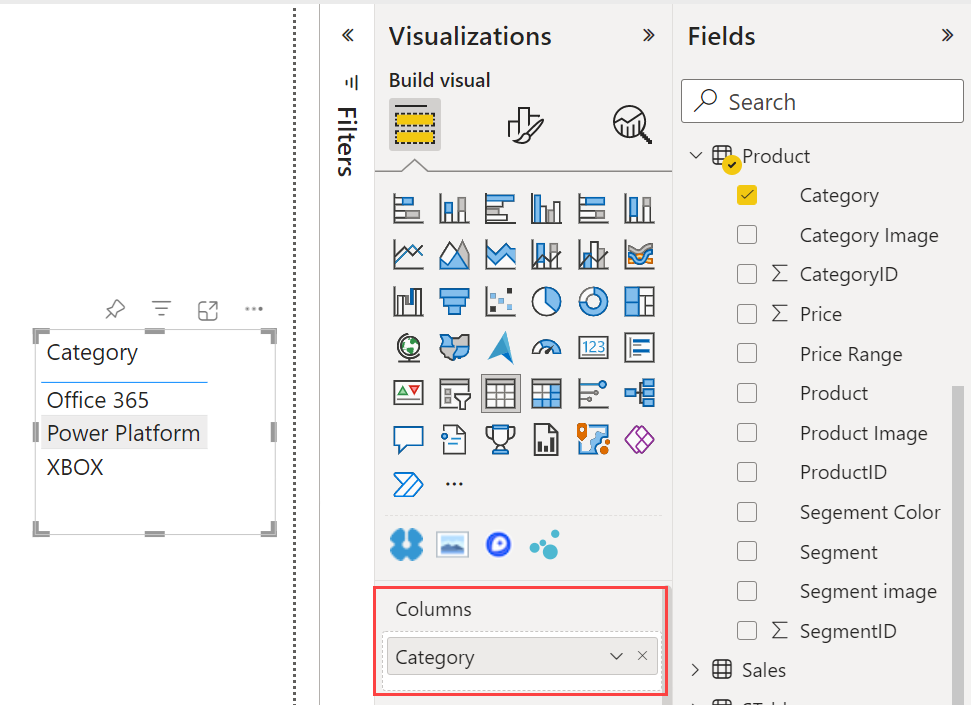 Category
Office 365
Power Platform
XBOX
Filters
Visualizations
Build visual
123
Columns
Category
Fields
Search
Product
Category
Category Image
CategoryID
Price
Price Range
Product
Product Image
ProductID
Segement Color
Segment
Segment image
SegmentID
Sales